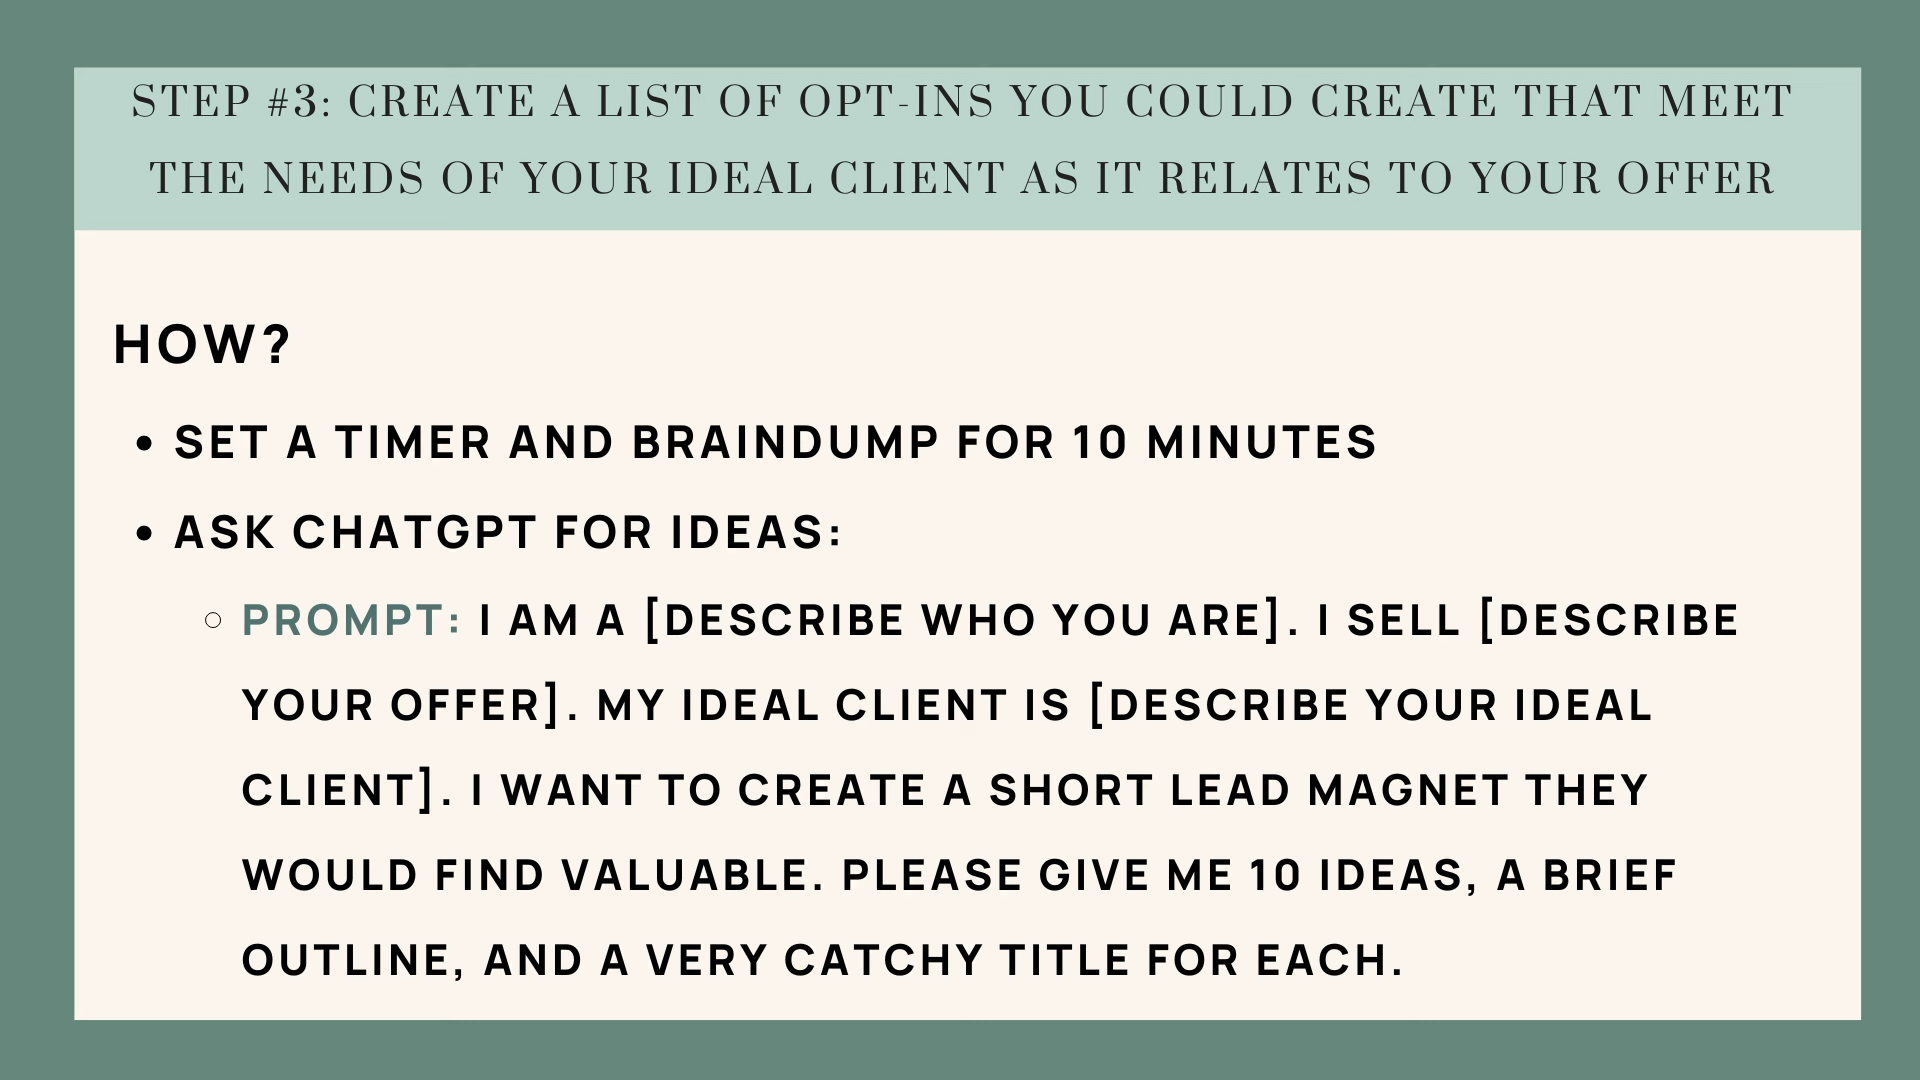 STEP #3: CREATE A LIST OF OPT-INS YOU COULD CREATE THAT MEET
THE NEEDS OF YOUR IDEAL CLIENT AS IT RELATES TO YOUR OFFER
HOW?
• SET A TIMER AND BRAINDUMP FOR 10 MINUTES
• ASK CHATGPT FOR IDEAS:
○ PROMPT: I AM A [DESCRIBE WHO YOU ARE]. I SELL [DESCRIBE
YOUR OFFER]. MY IDEAL CLIENT IS [DESCRIBE YOUR IDEAL
CLIENT]. I WANT TO CREATE A SHORT LEAD MAGNET THEY
WOULD FIND VALUABLE. PLEASE GIVE ME 10 IDEAS, A BRIEF
OUTLINE, AND A VERY CATCHY TITLE FOR EACH.